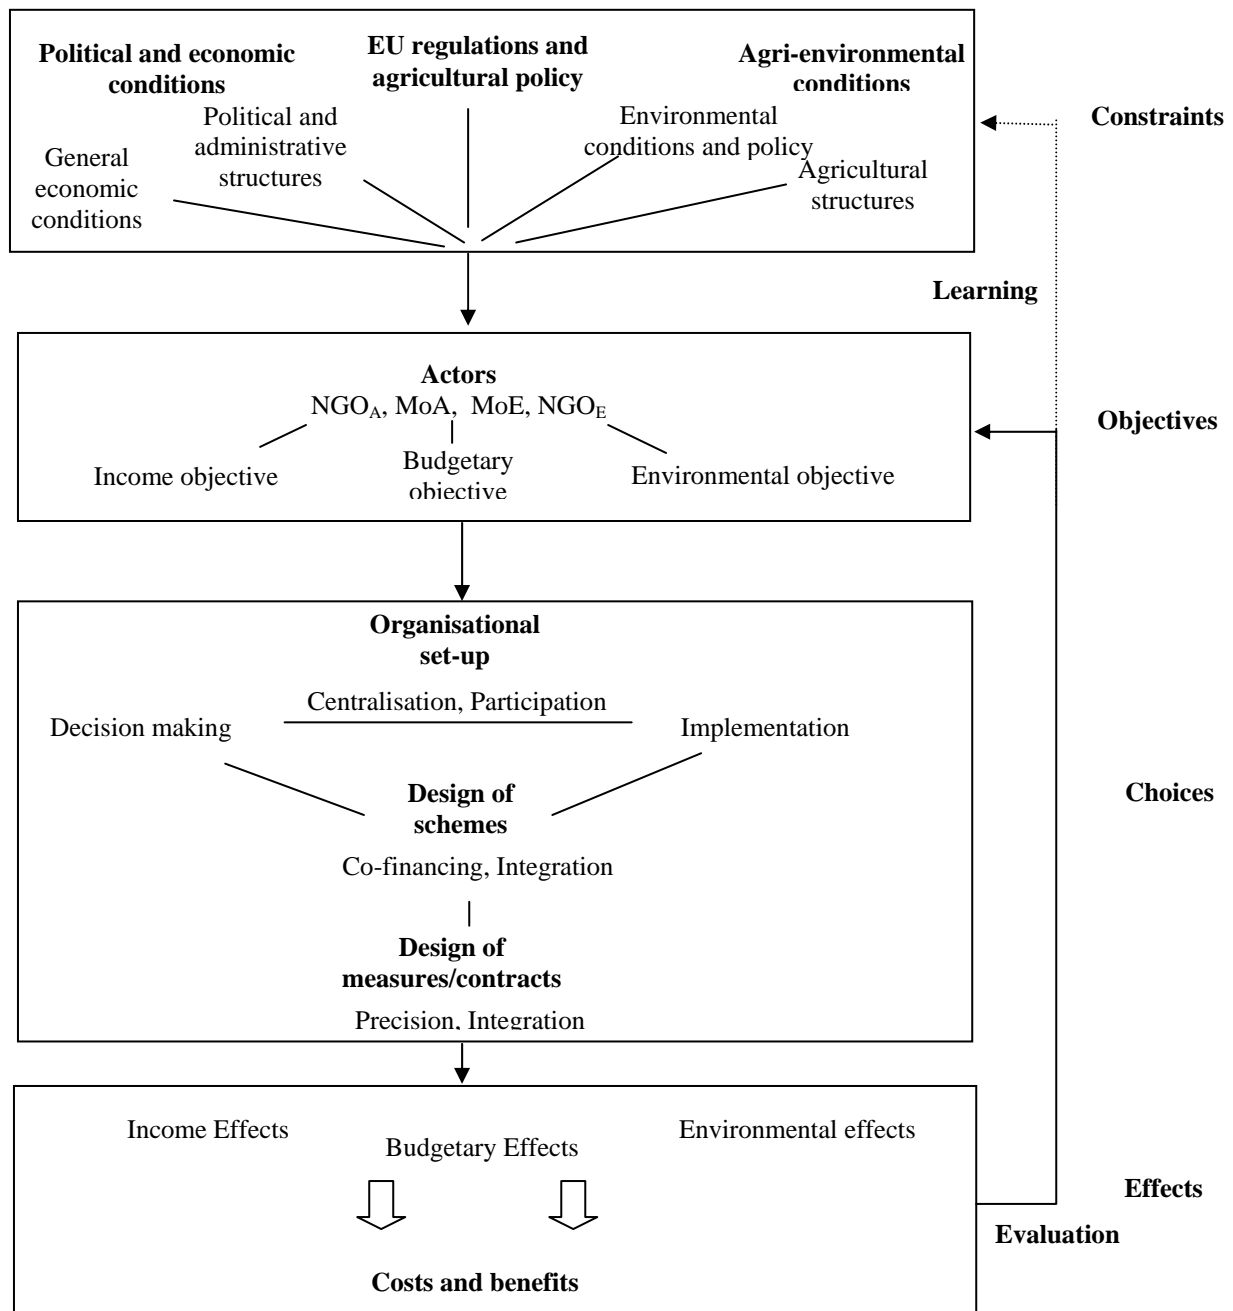 Political and economic
conditions
EU regulations and
agricultural policy
Agri-environmental
conditions
General
economic
conditions
Political and
administrative
structures
Environmental
conditions and policy
Agricultural
structures
Constraints
Learning
Actors
NGOA, MoA, MoE, NGOE
Income objective
Budgetary
objective
Environmental objective
Objectives
Organisational
set-up
Centralisation, Participation
Decision making
Implementation
Design of
schemes
Co-financing, Integration
Design of
measures/contracts
Precision, Integration
Choices
Income Effects
Budgetary Effects
Environmental effects
Costs and benefits
Effects
Evaluation